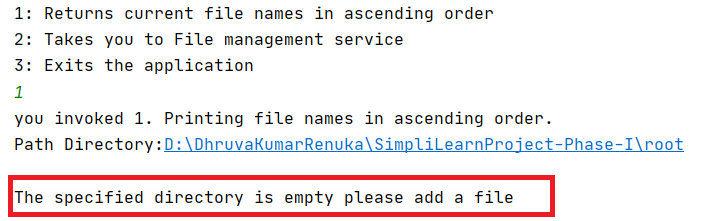 1: Returns current file names in ascending order
2: Takes you to File management service
3: Exits the application
1
you invoked 1. Printing file names in ascending order.
Path Directory:D:\DhruvaKumarRenuka\SimpliLearnProject-Phase-I\root
The specified directory is empty please add a file